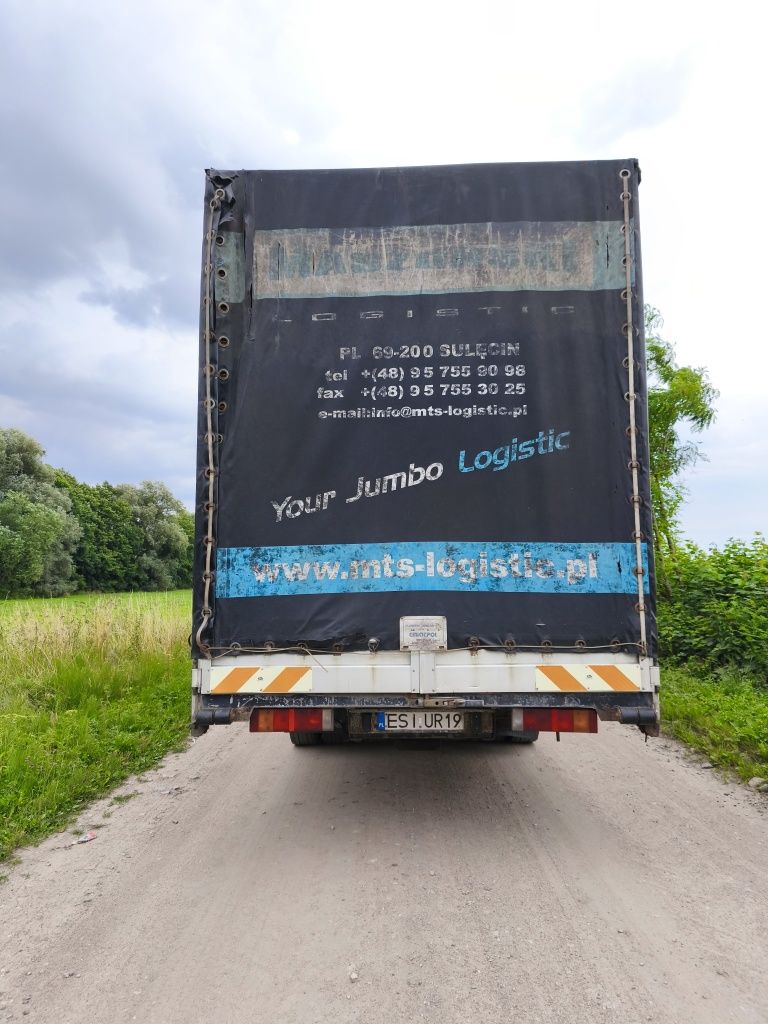 LOGISTIC
PL 69-200 SULĘCIN
tel +(48) 95 755 90 98
fax +(48) 95 755 30 25
e-mail:info@mts-logistic.pl
Your Jumbo Logistic
www.mts-logistic.pl
PL ESI.UR19